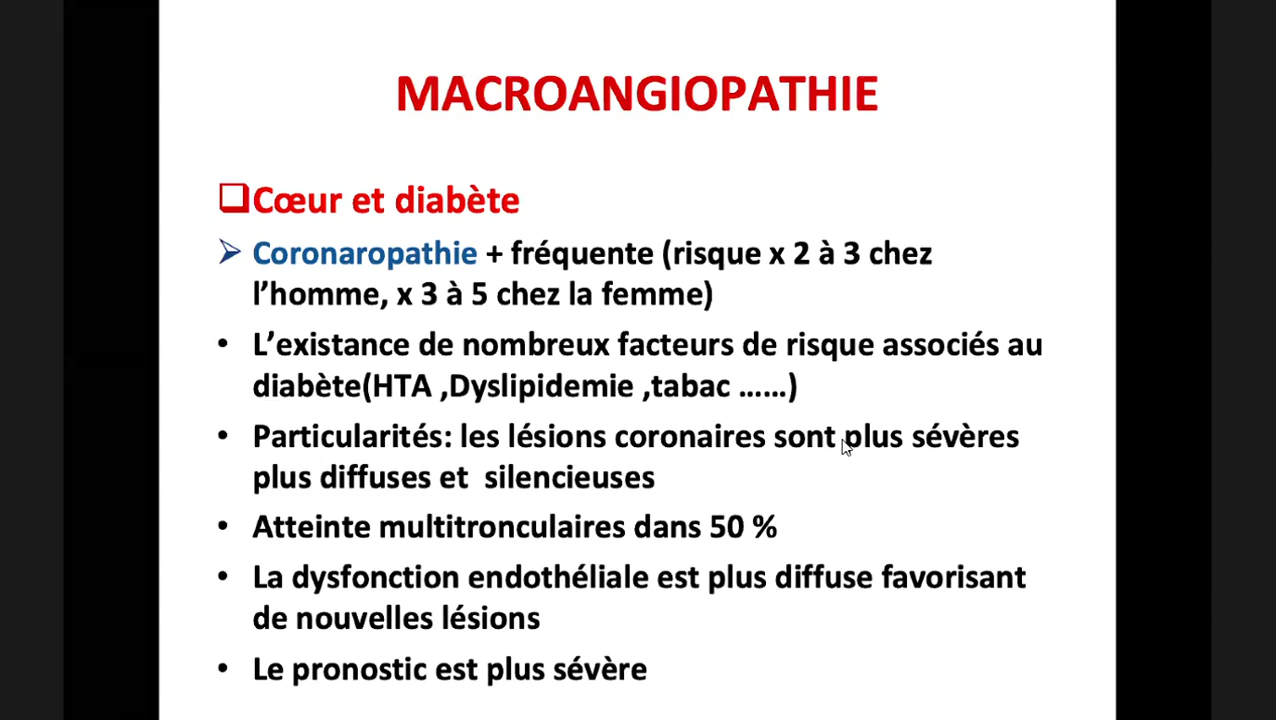 MACROANGIOPATHIE
Cœur et diabète
Coronaropathie + fréquente (risque x 2 à 3 chez
l’homme, x 3 à 5 chez la femme)
• L’existance de nombreux facteurs de risque associés au
diabète(HTA ,Dyslipidemie ,tabac ……)
• Particularités: les lésions coronaires sont plus sévères
plus diffuses et silencieuses
• Atteinte multitronculaires dans 50 %
• La dysfonction endothéliale est plus diffuse favorisant
de nouvelles lésions
• Le pronostic est plus sévère